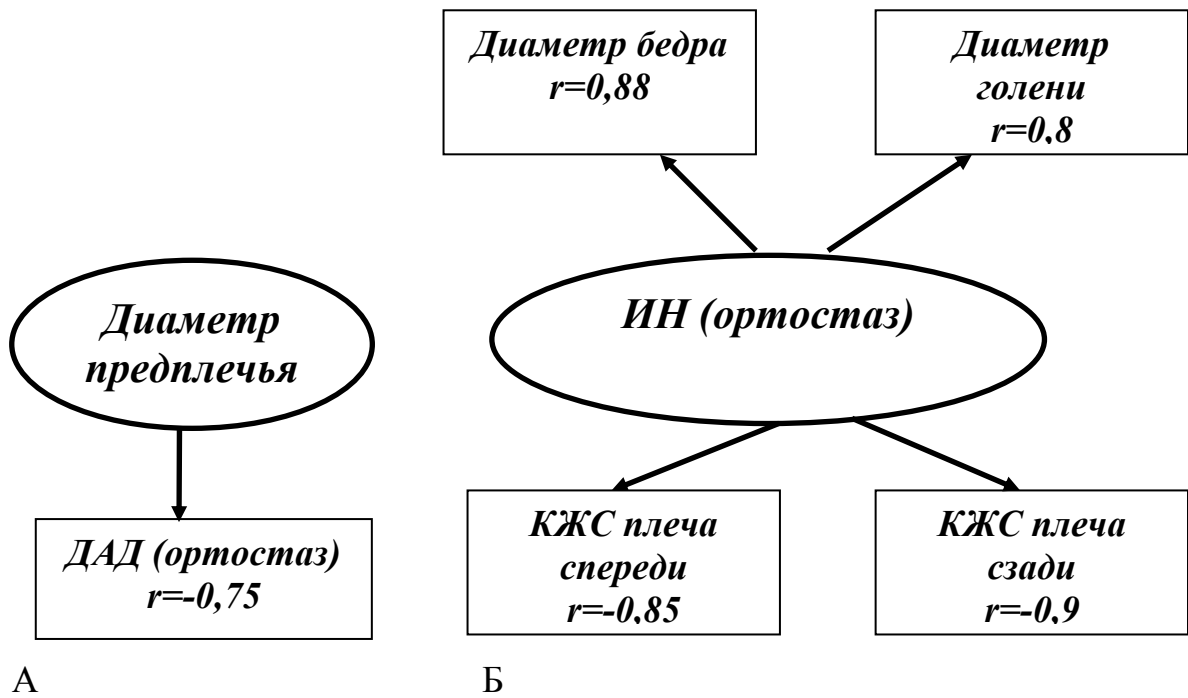 Диаметр бедра
r=0,88
Диаметр
голени
r=0,8
Диаметр
предплечья
ИН (ортостаз)
ДАД (ортостаз)
r=-0,75
КЖС плеча
спереди
r=-0,85
КЖС плеча
сзади
r=-0,9
А
Б